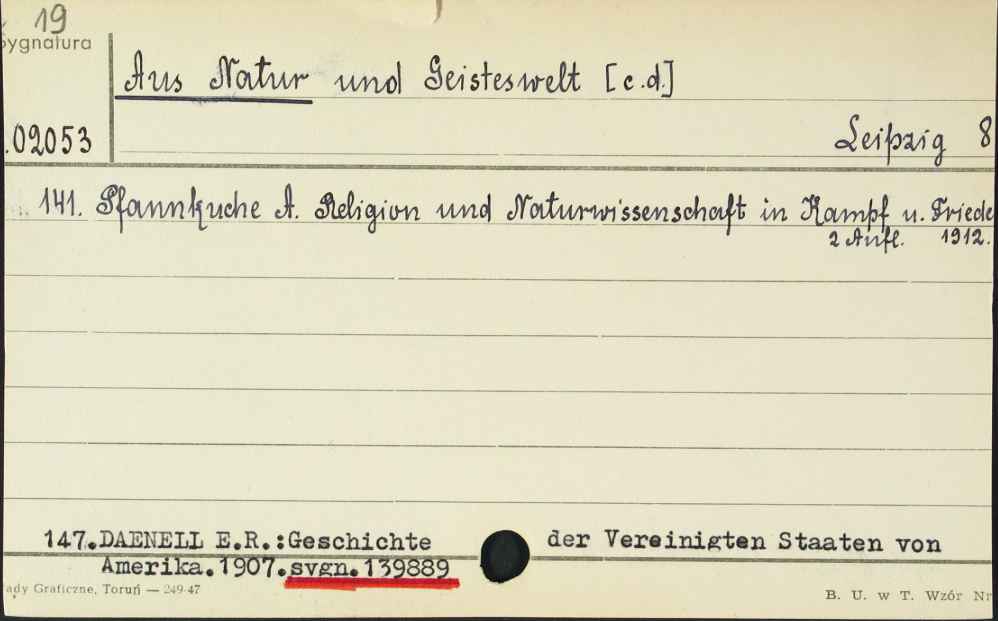 19
Sygnatura
Aus Natur und Geisteswelt [c.d.]
.02053
Leipzig 8
141. Pfannkuche A. Religion und Naturwissenschaft in Kampf u. Friede
2 Aufl. 1912.
147.DAENELL E.R.:Geschichte der Vereinigten Staaten von
Amerika.1907.sygn.139889
ady Graficzne, Toruń — 249-47
B. U. w T. Wzór Nr